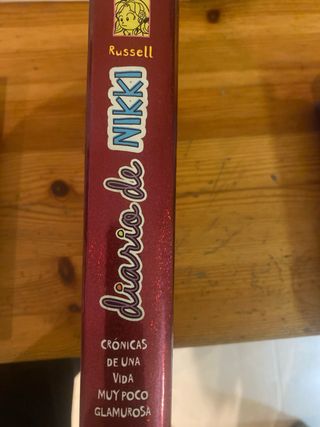 Russell
diario de NIKKI
CRÓNICAS
DE UNA
VIDA
MUY POCO
GLAMUROSA